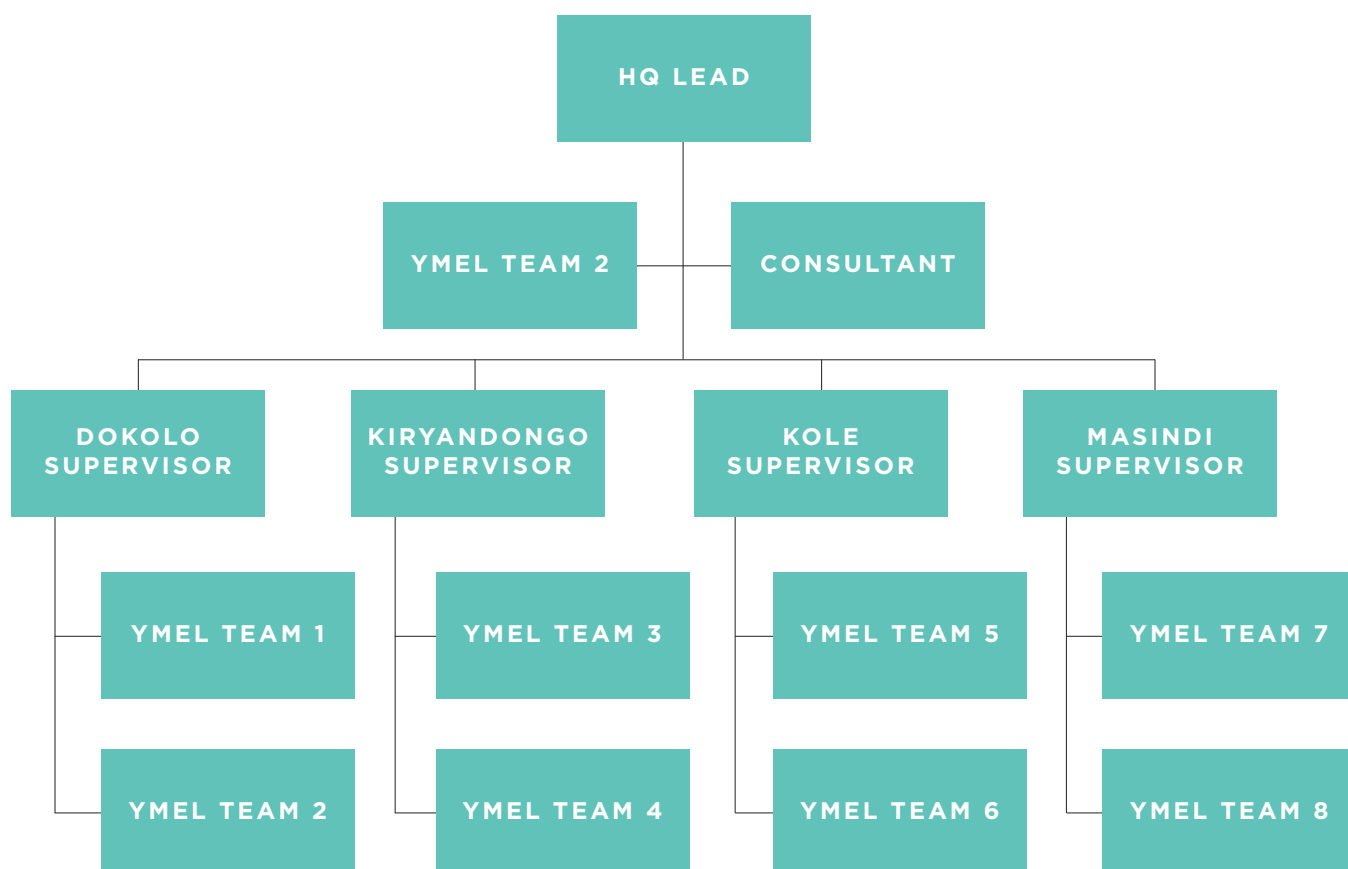 HQ LEAD
YMEL TEAM 2
CONSULTANT
DOKOLO
SUPERVISOR
KIRYANDONGO
SUPERVISOR
KOLE
SUPERVISOR
MASINDI
SUPERVISOR
YMEL TEAM 1
YMEL TEAM 3
YMEL TEAM 5
YMEL TEAM 7
YMEL TEAM 2
YMEL TEAM 4
YMEL TEAM 6
YMEL TEAM 8